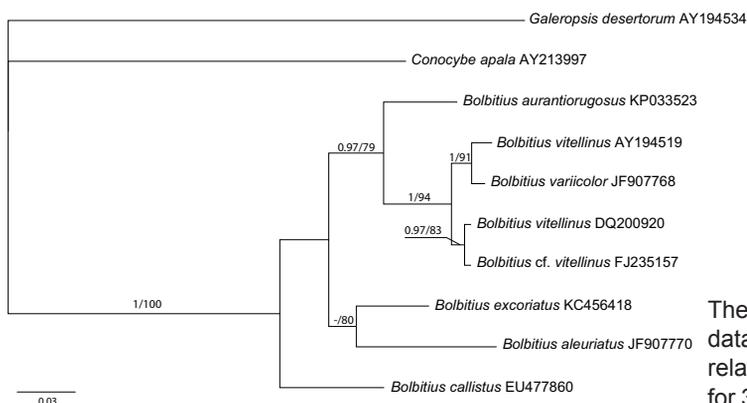 Galeropsis desertorum AY194534
Conocybe apala AY213997
Bolbitius aurantiorugosus KP033523
0.97/79
Bolbitius vitellinus AY194519
1/91
Bolbitius variicolor JF907768
1/94
Bolbitius vitellinus DQ200920
0.97/83
Bolbitius cf. vitellinus FJ235157
1/100
Bolbitius excoriatus KC456418
-/80
Bolbitius aleuriatus JF907770
Bolbitius callistus EU477860
0.03
The
data
rela
for 3